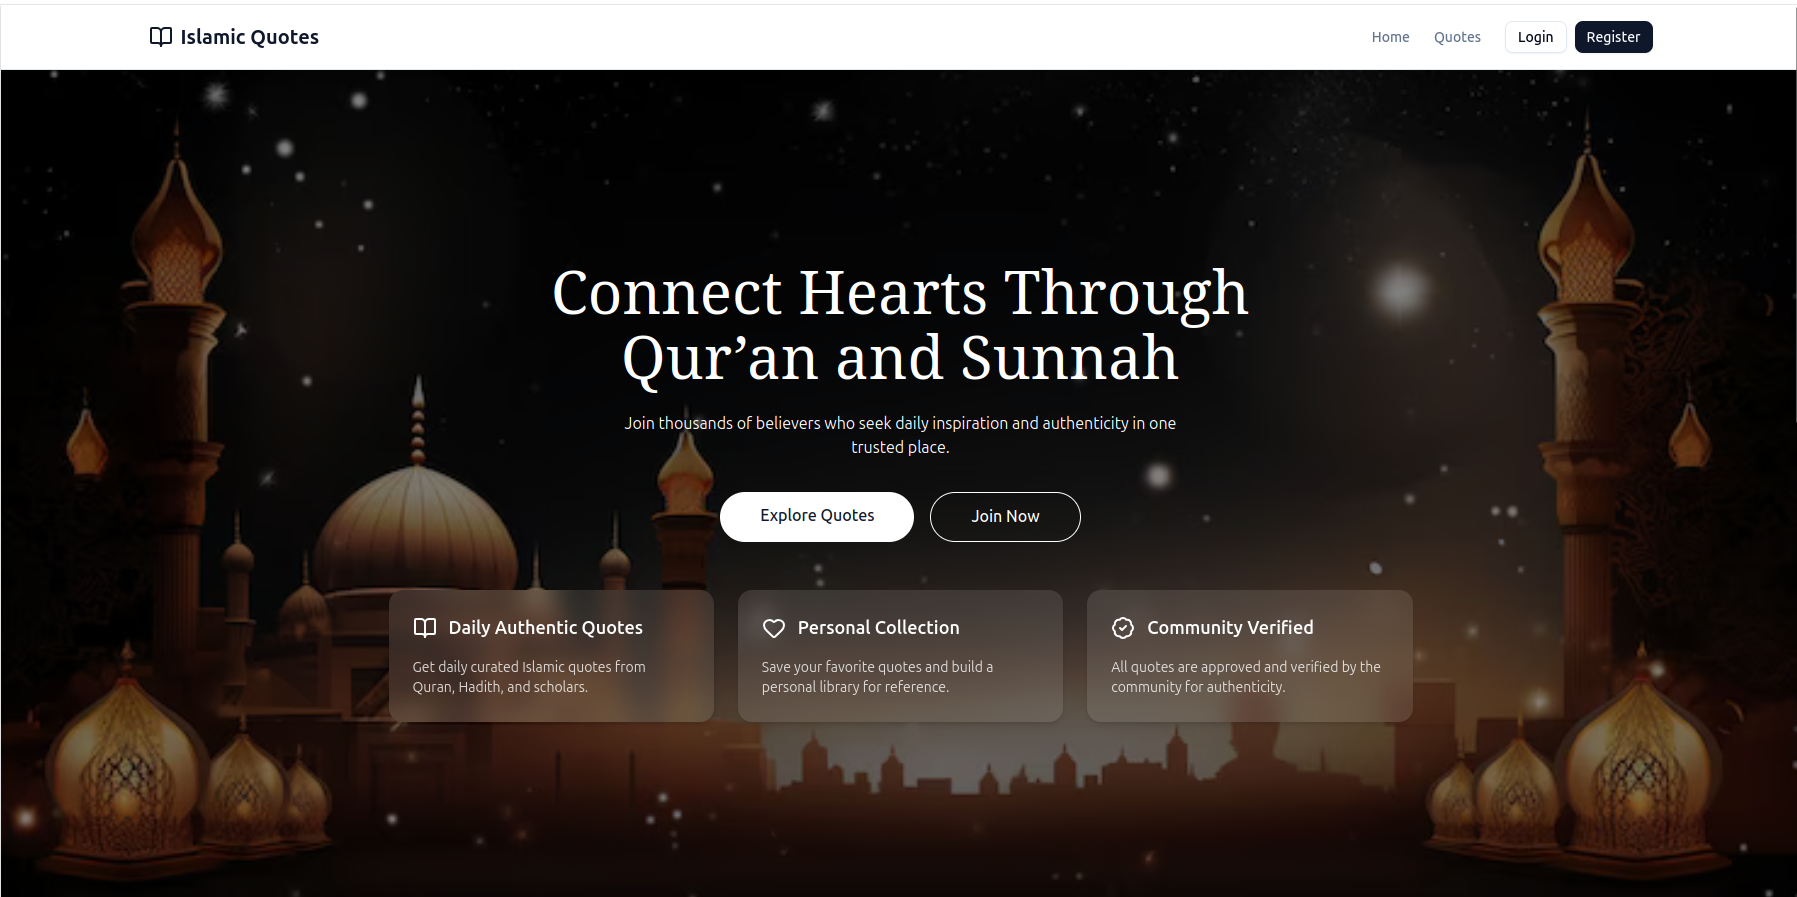 Islamic Quotes
Home
Quotes
Login
Register
Connect Hearts Through
Qur’an and Sunnah
Join thousands of believers who seek daily inspiration and authenticity in one
trusted place.
Explore Quotes
Join Now
Daily Authentic Quotes
Get daily curated Islamic quotes from
Quran, Hadith, and scholars.
Personal Collection
Save your favorite quotes and build a
personal library for reference.
Community Verified
All quotes are approved and verified by the
community for authenticity.